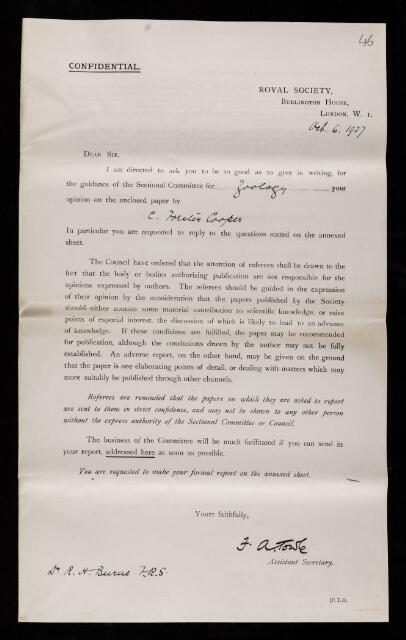 46
CONFIDENTIAL.
ROYAL SOCIETY,
BURLINGTON HOUSE,
LONDON, W. 1.
Oct. 6. 1927
DEAR SIR,
I am directed to ask you to be so good as to give in writing, for
the guidance of the Sectional Committee for Zoology your
opinion on the enclosed paper by
C. Forster Cooper
In particular you are requested to reply to the questions stated on the annexed
sheet.
The Council have ordered that the attention of referees shall be drawn to the
fact that the body or bodies authorizing publication are not responsible for the
opinions expressed by authors. The referees should be guided in the expression
of their opinion by the consideration that the papers published by the Society
should either contain some material contribution to scientific knowledge, or raise
points of especial interest, the discussion of which is likely to lead to an advance
of knowledge. If these conditions are fulfilled, the paper may be recommended
for publication, although the conclusions drawn by the author may not be fully
established. An adverse report, on the other hand, may be given on the ground
that the paper is one elaborating points of detail, or dealing with matters which may
more suitably be published through other channels.
Referees are reminded that the papers on which they are asked to report
are sent to them in strict confidence, and may not be shown to any other person
without the express authority of the Sectional Committee or Council.
The business of the Committee will be much facilitated if you can send in
your report, addressed here as soon as possible.
You are requested to make your formal report on the annexed sheet.
Yours faithfully,
F. A. Towle
Assistant Secretary.
Dr R. H. Burne F.R.S.
[P.T.O.